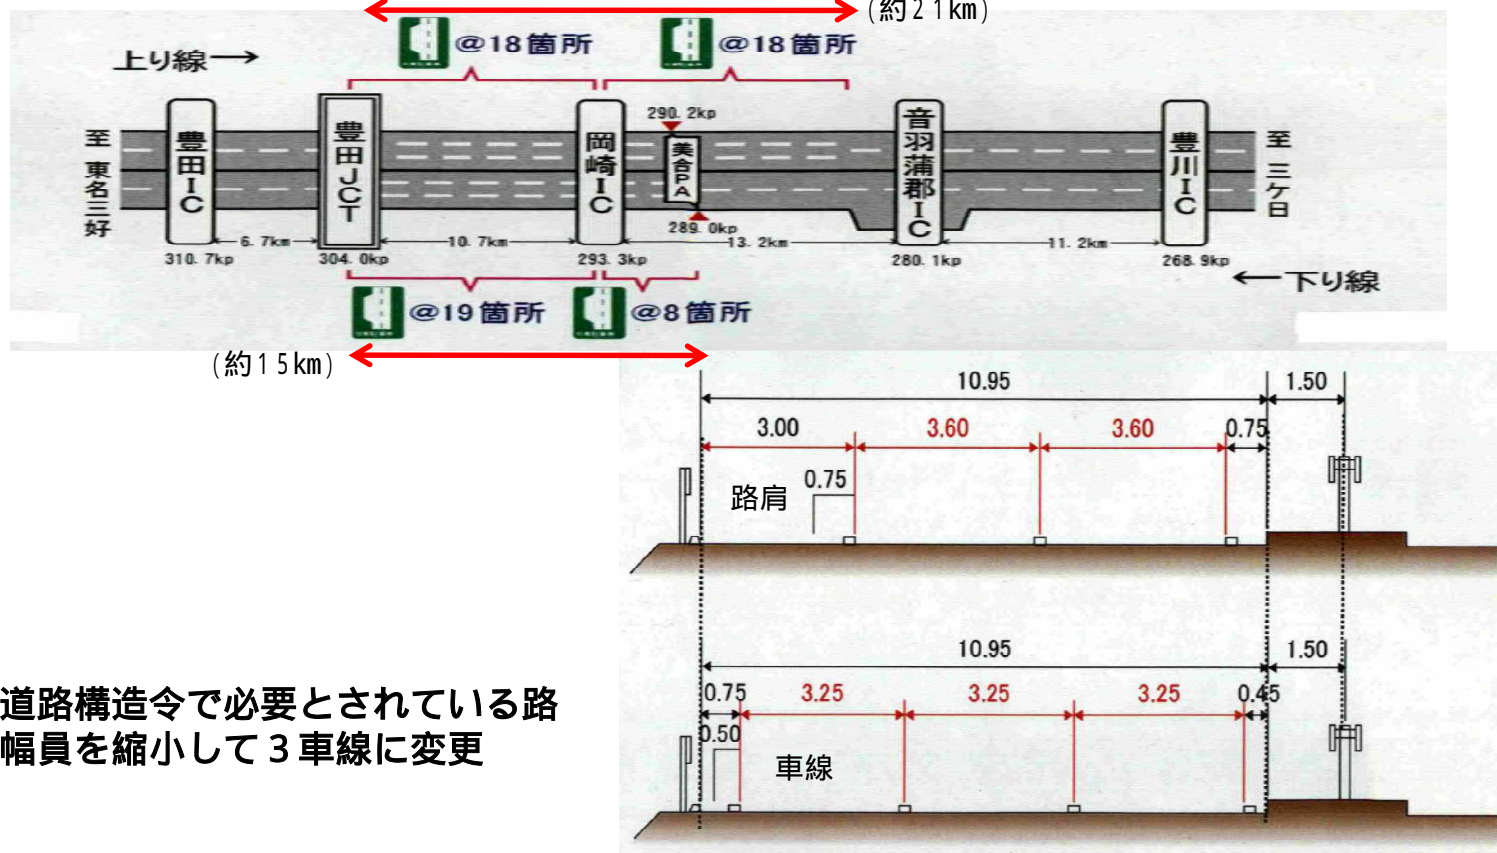 (約21km)
@18箇所
@18箇所
上り線→
290.2kp
至 東名三好
豊田IC
豊田JCT
岡崎IC
美合PA
音羽蒲郡IC
豊川IC
至 三ケ日
289.0kp
6.7km
10.7km
13.2km
11.2km
310.7kp
304.0kp
293.3kp
280.1kp
268.9kp
←下り線
@19箇所
@8箇所
(約15km)
10.95
1.50
3.00
3.60
3.60
0.75
0.75
路肩
10.95
1.50
0.75
3.25
3.25
3.25
0.45
0.50
車線
道路構造令で必要とされている路
幅員を縮小して3車線に変更